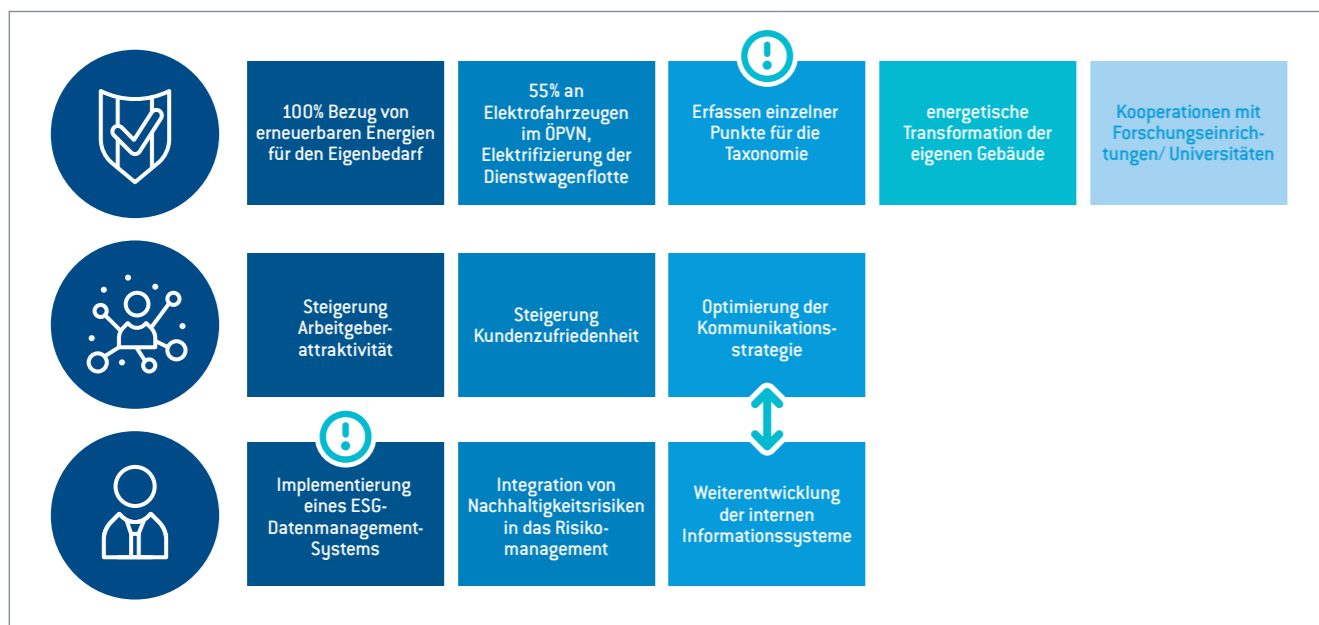 100% Bezug von
erneuerbaren Energien
für den Eigenbedarf
55% an
Elektrofahrzeugen
im ÖPVN,
Elektrifizierung der
Dienstwagenflotte
Erfassen einzelner
Punkte für die
Taxonomie
energetische
Transformation der
eigenen Gebäude
Kooperationen mit
Forschungseinrich-
tungen/ Universitäten
Steigerung
Arbeitgeber-
attraktivität
Steigerung
Kundenzufriedenheit
Optimierung der
Kommunikations-
strategie
Implementierung
eines ESG-
Datenmanagement-
Systems
Integration von
Nachhaltigkeitsrisiken
in das Risiko-
management
Weiterentwicklung
der internen
Informationssysteme